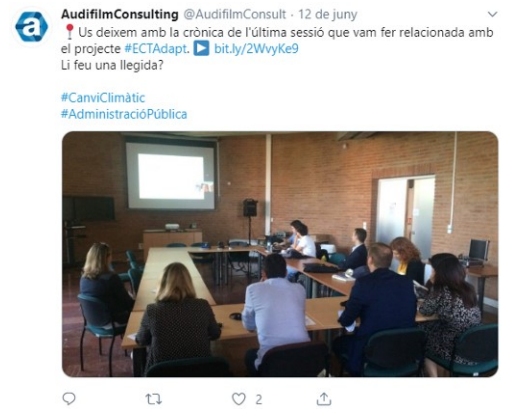 AudifilmConsulting @AudifilmConsult · 12 de juny
📍Us deixem amb la crònica de l'última sessió que vam fer relacionada amb
el projecte #ECTAdapt. ▶️ bit.ly/2WvyKe9
Li feu una llegida?
#CanviClimàtic
#AdministracióPública
2